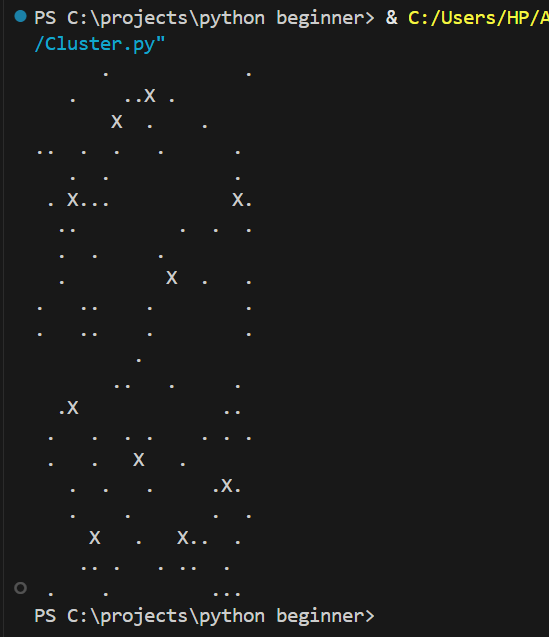 PS C:\projects\python beginner> & C:/Users/HP/A
/Cluster.py"
      .            .
   .    ..X .
       X  .    .
..  .  .   .      .
   .  .           .
 . X...           X.
  ..         .  .  .
  .  .     .
  .         X  .   .
.   ..    .        .
.   ..    .        .
         .
       ..   .     .
  .X             ..
 .   .  . .    . . .
 .   .   X   .
   .  .   .     .X.
   .    .       .  .
     X   .   X..  .
    .. .   . ..  .
 .    .         ...
PS C:\projects\python beginner>